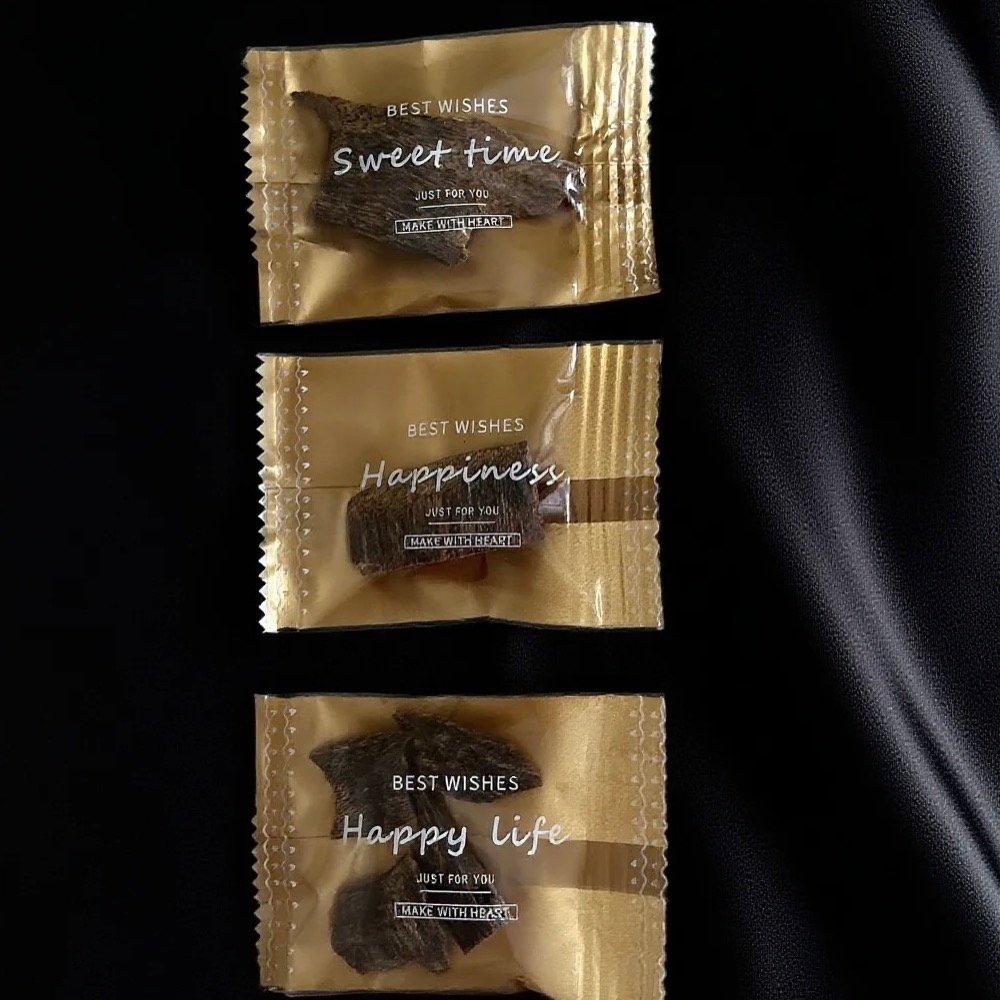 BEST WISHES
Sweet time
JUST FOR YOU
MAKE WITH HEART
BEST WISHES
Happiness
JUST FOR YOU
MAKE WITH HEART
BEST WISHES
Happy life
JUST FOR YOU
MAKE WITH HEART